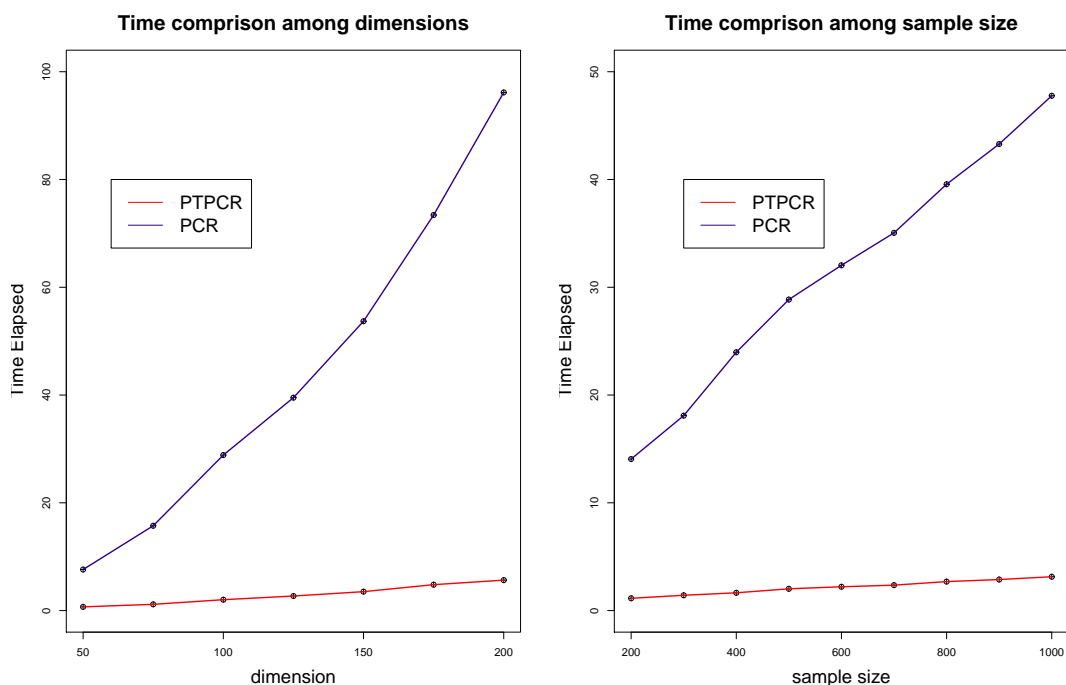 Time comprison among dimensions
Time Elapsed
100
80
60
40
20
0
PTPCR
PCR
50
100
150
200
dimension
Time comprison among sample size
Time Elapsed
50
40
30
20
10
0
PTPCR
PCR
200
400
600
800
1000
sample size